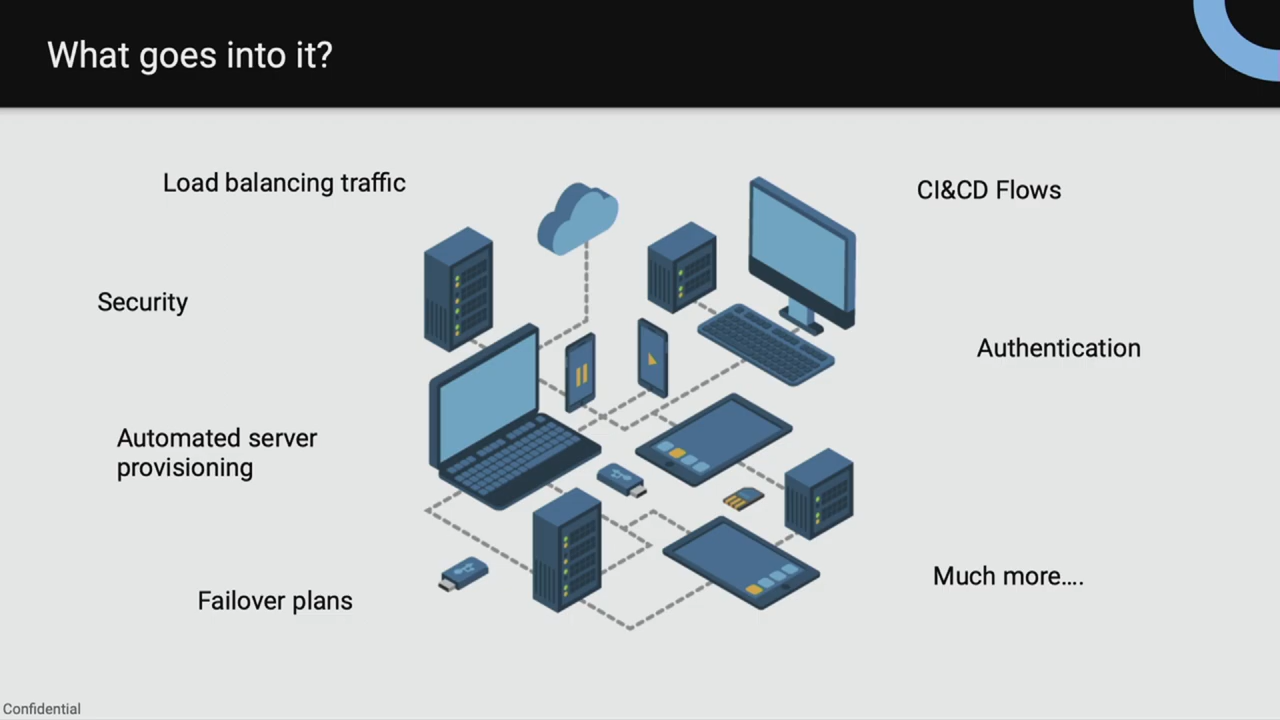 What goes into it?
Load balancing traffic
CI&CD Flows
Security
Authentication
Automated server
provisioning
Much more....
Failover plans
Confidential